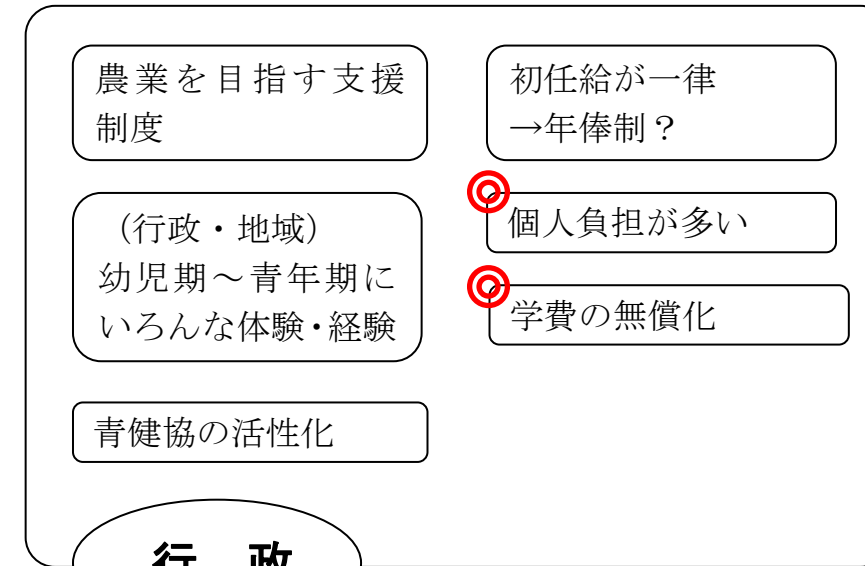 農業を目指す支援
制度
(行政・地域)
幼児期～青年期に
いろんな体験・経験
青健協の活性化
初任給が一律
→年俸制？
個人負担が多い
学費の無償化
行 政